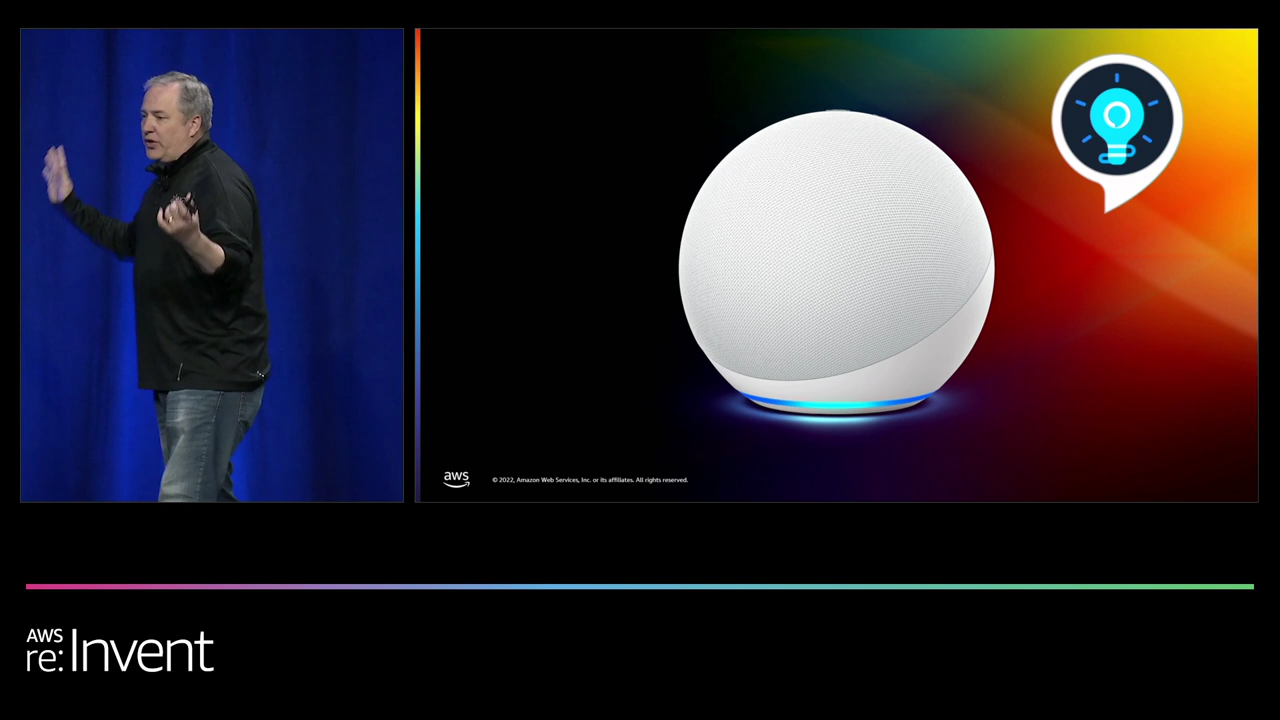 aws
© 2022, Amazon Web Services, Inc. or its affiliates. All rights reserved.
AWS
re:Invent